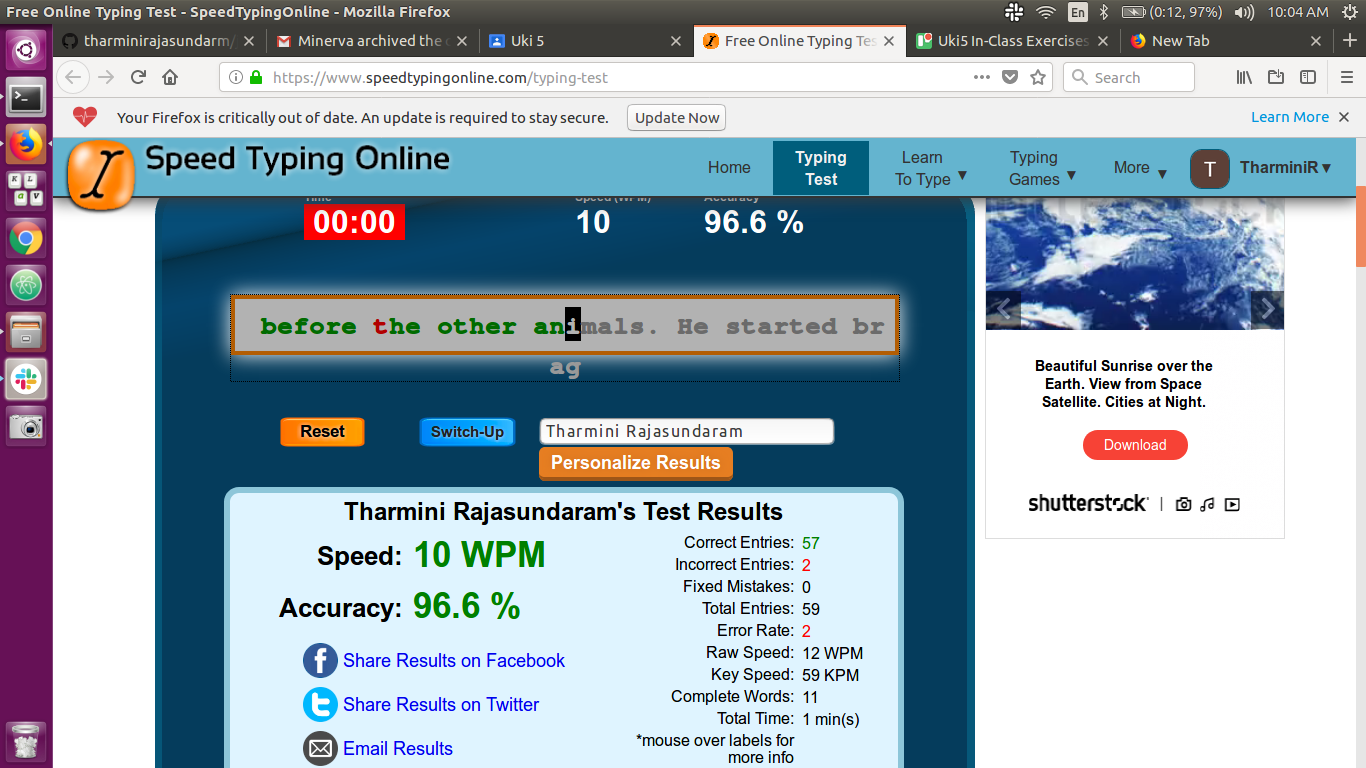 Free Online Typing Test - SpeedTypingOnline - Mozilla Firefox
En
(0:12, 97%)
10:04 AM
tharminirajasundarm/
Minerva archived the
Uki 5
Free Online Typing Tes
Uki5 In-Class Exercises
New Tab
https://www.speedtypingonline.com/typing-test
Search
Your Firefox is critically out of date. An update is required to stay secure.
Update Now
Learn More
Speed Typing Online
Home
Typing
Test
Learn
To Type ▼
Typing
Games ▼
More ▼
T
TharminiR ▾
Time
Speed (WPM)
Accuracy
00:00
10
96.6 %
before the other animals. He started br
ag
Reset
Switch-Up
Tharmini Rajasundaram
Personalize Results
Tharmini Rajasundaram's Test Results
Speed: 10 WPM
Accuracy: 96.6 %
Share Results on Facebook
Share Results on Twitter
Email Results
Correct Entries: 57
Incorrect Entries: 2
Fixed Mistakes: 0
Total Entries: 59
Error Rate: 2
Raw Speed: 12 WPM
Key Speed: 59 KPM
Complete Words: 11
Total Time: 1 min(s)
*mouse over labels for
more info
Beautiful Sunrise over the
Earth. View from Space
Satellite. Cities at Night.
Download
shutterstock